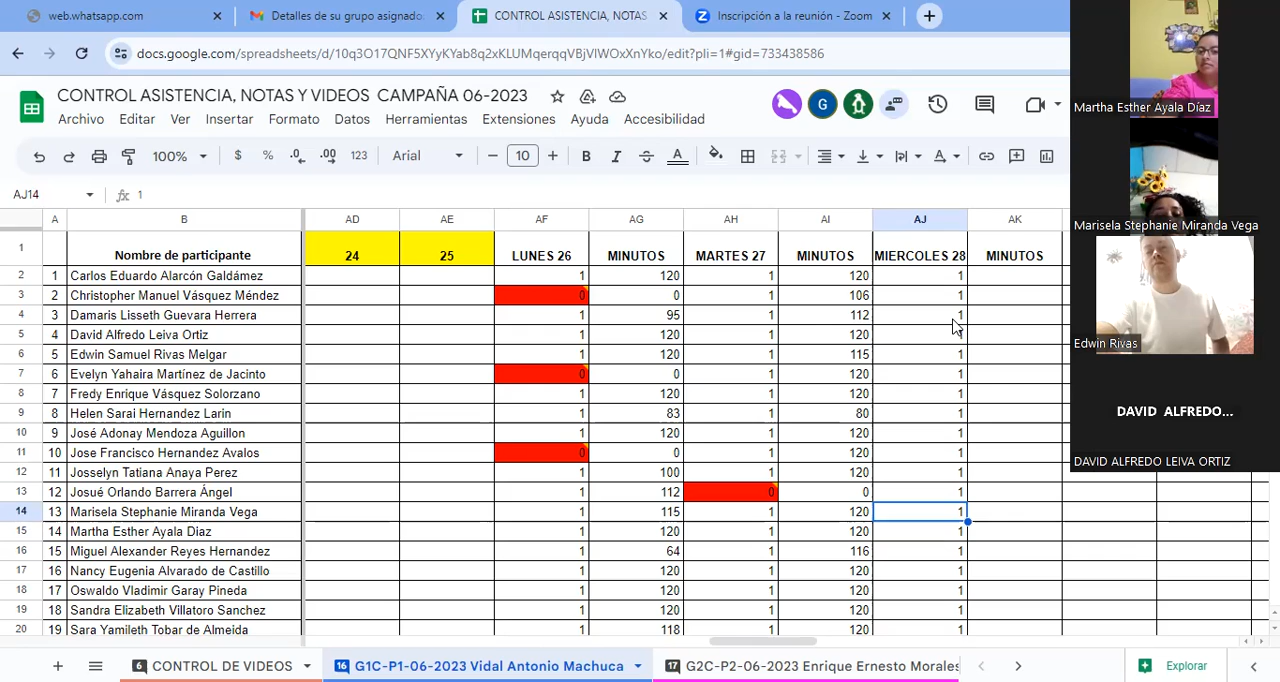 web.whatsapp.com
Detalles de su grupo asignado
CONTROL ASISTENCIA, NOTAS
Inscripción a la reunión - Zoom
docs.google.com/spreadsheets/d/10q3O17QNF5XYyKYab8q2xKLUMqerqqVBjVlWOxXnYko/edit?pli=1#gid=733438586
CONTROL ASISTENCIA, NOTAS Y VIDEOS CAMPAÑA 06-2023
Archivo Editar Ver Insertar Formato Datos Herramientas Extensiones Ayuda Accesibilidad
G
100% $ % .0 .00 123 Arial 10 B I A
AJ14 fx 1
A B AD AE AF AG AH AI AJ AK
1 Nombre de participante 24 25 LUNES 26 MINUTOS MARTES 27 MINUTOS MIERCOLES 28 MINUTOS
2 1 Carlos Eduardo Alarcón Galdámez 1 120 1 120 1
3 2 Christopher Manuel Vásquez Méndez 0 0 1 106 1
4 3 Damaris Lisseth Guevara Herrera 1 95 1 112 1
5 4 David Alfredo Leiva Ortiz 1 120 1 120 1
6 5 Edwin Samuel Rivas Melgar 1 120 1 115 1
7 6 Evelyn Yahaira Martínez de Jacinto 0 0 1 120 1
8 7 Fredy Enrique Vásquez Solorzano 1 120 1 120 1
9 8 Helen Sarai Hernandez Larin 1 83 1 80 1
10 9 José Adonay Mendoza Aguillon 1 120 1 120 1
11 10 Jose Francisco Hernandez Avalos 0 0 1 120 1
12 11 Josselyn Tatiana Anaya Perez 1 100 1 120 1
13 12 Josué Orlando Barrera Ángel 1 112 0 0 1
14 13 Marisela Stephanie Miranda Vega 1 115 1 120 1
15 14 Martha Esther Ayala Diaz 1 120 1 120 1
16 15 Miguel Alexander Reyes Hernandez 1 64 1 116 1
17 16 Nancy Eugenia Alvarado de Castillo 1 120 1 120 1
18 17 Oswaldo Vladimir Garay Pineda 1 120 1 120 1
19 18 Sandra Elizabeth Villatoro Sanchez 1 120 1 120 1
20 19 Sara Yamileth Tobar de Almeida 1 118 1 120 1
6 CONTROL DE VIDEOS
16 G1C-P1-06-2023 Vidal Antonio Machuca
17 G2C-P2-06-2023 Enrique Ernesto Morales
Explorar
Martha Esther Ayala Díaz
Marisela Stephanie Miranda Vega
Edwin Rivas
DAVID ALFREDO...
DAVID ALFREDO LEIVA ORTIZ